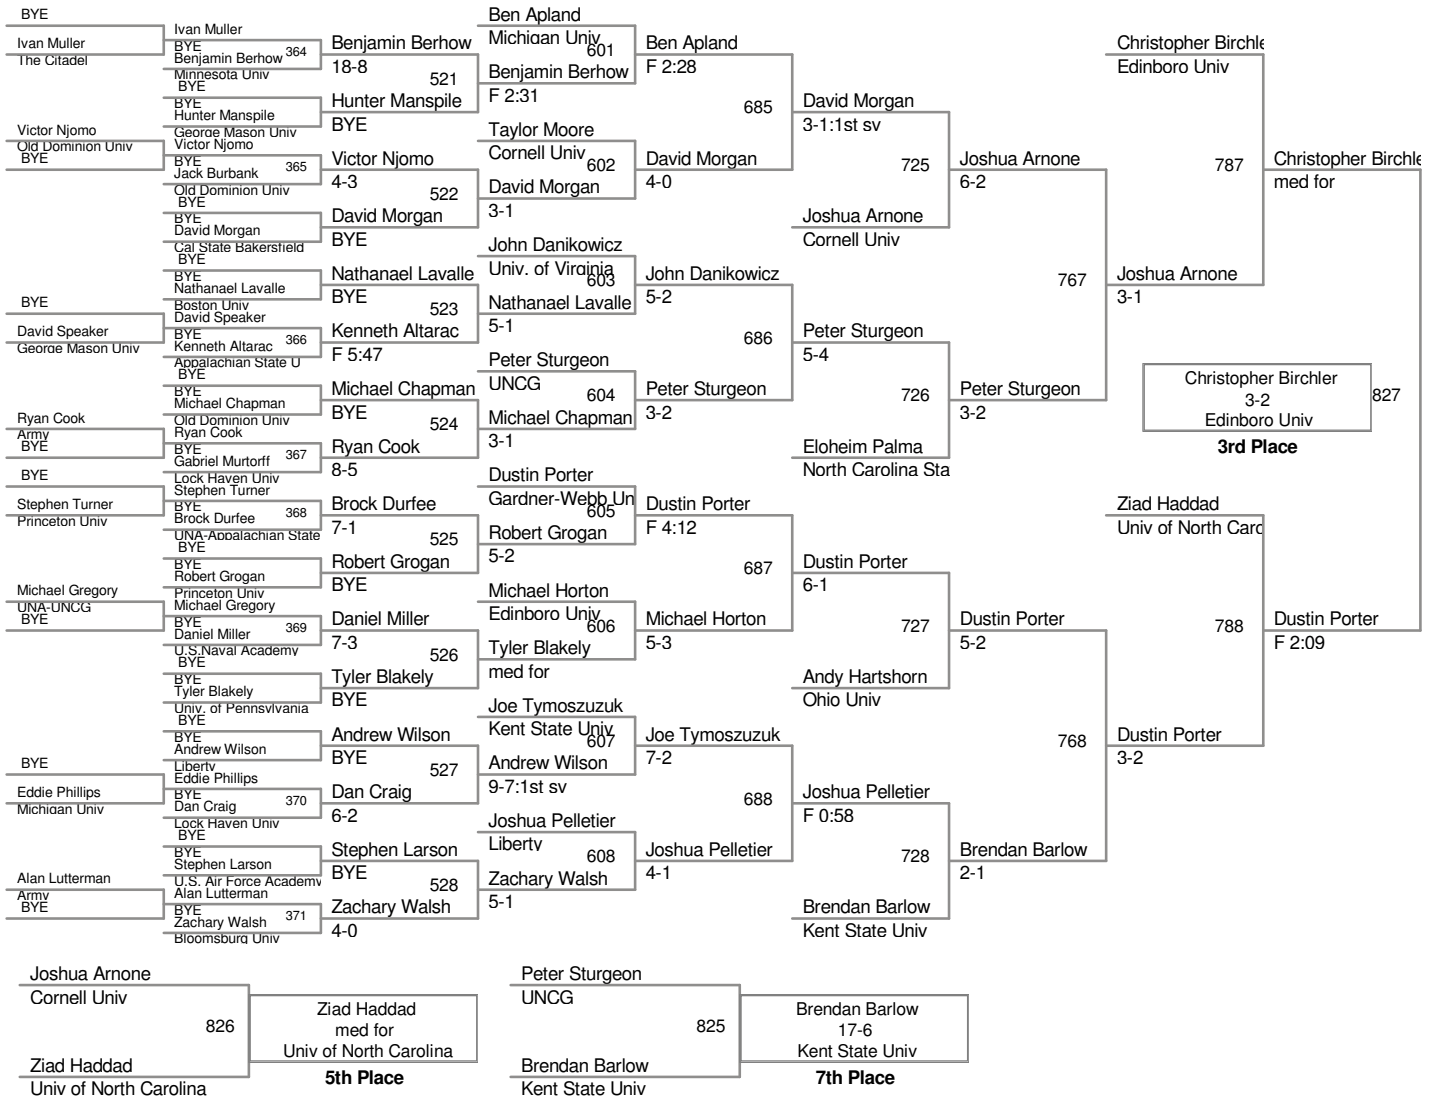 BYE
Ivan Muller
The Citadel
Victor Njomo
Old Dominion Univ
BYE
BYE
David Speaker
George Mason Univ
Ryan Cook
Army
BYE
BYE
Stephen Turner
Princeton Univ
Michael Gregory
UNA-UNCG
BYE
BYE
Eddie Phillips
Michigan Univ
Alan Lutterman
Army
BYE
Ivan Muller
BYE
Benjamin Berhow 364
Minnesota Univ
BYE
BYE
Hunter Manspile
George Mason Univ
Victor Njomo
BYE
Jack Burbank 365
Old Dominion Univ
BYE
BYE
David Morgan
Cal State Bakersfield
BYE
BYE
Nathanael Lavalle
Boston Univ
David Speaker
BYE
Kenneth Altarac 366
Appalachian State U
BYE
BYE
Michael Chapman
Old Dominion Univ
Ryan Cook
BYE
Gabriel Murtorff 367
Lock Haven Univ
Stephen Turner
BYE
Brock Durfee 368
UNA-Appalachian State
BYE
BYE
Robert Grogan
Princeton Univ
Michael Gregory
BYE
Daniel Miller 369
U.S.Naval Academy
BYE
BYE
Tyler Blakely
Univ. of Pennsylvania
BYE
BYE
Andrew Wilson
Liberty
Eddie Phillips
BYE
Dan Craig 370
Lock Haven Univ
BYE
BYE
Stephen Larson
U.S. Air Force Academy
Alan Lutterman
BYE
Zachary Walsh 371
Bloomsburg Univ
Benjamin Berhow
18-8
521
Hunter Manspile
BYE
Victor Njomo
4-3
522
David Morgan
BYE
Nathanael Lavalle
BYE
523
Kenneth Altarac
F 5:47
Michael Chapman
BYE
524
Ryan Cook
8-5
Brock Durfee
7-1
525
Robert Grogan
BYE
Daniel Miller
7-3
526
Tyler Blakely
BYE
Andrew Wilson
BYE
527
Dan Craig
6-2
Stephen Larson
BYE
528
Zachary Walsh
4-0
Ben Apland
Michigan Univ
601
Benjamin Berhow
F 2:31
Taylor Moore
Cornell Univ
602
David Morgan
3-1
John Danikowicz
Univ. of Virginia
603
Nathanael Lavalle
5-1
Peter Sturgeon
UNCG
604
Michael Chapman
3-1
Dustin Porter
Gardner-Webb Un
605
Robert Grogan
5-2
Michael Horton
Edinboro Univ
606
Tyler Blakely
med for
Joe Tymoszuzuk
Kent State Univ
607
Andrew Wilson
9-7:1st sv
Joshua Pelletier
Liberty
608
Zachary Walsh
5-1
Ben Apland
F 2:28
685
David Morgan
4-0
John Danikowicz
5-2
686
Peter Sturgeon
3-2
Dustin Porter
F 4:12
687
Michael Horton
5-3
Joe Tymoszuzuk
7-2
688
Joshua Pelletier
4-1
David Morgan
3-1:1st sv
725
Joshua Arnone
Cornell Univ
Peter Sturgeon
5-4
726
Eloheim Palma
North Carolina Sta
Dustin Porter
6-1
727
Andy Hartshorn
Ohio Univ
Joshua Pelletier
F 0:58
728
Brendan Barlow
Kent State Univ
Joshua Arnone
6-2
767
Peter Sturgeon
3-2
Dustin Porter
5-2
768
Brendan Barlow
2-1
Christopher Birchle
Edinboro Univ
787
Joshua Arnone
3-1
Ziad Haddad
Univ of North Carc
788
Dustin Porter
3-2
Christopher Birchle
med for
Christopher Birchler
3-2
Edinboro Univ
827
3rd Place
Dustin Porter
F 2:09
Joshua Arnone
Cornell Univ
826
Ziad Haddad
Univ of North Carolina
Ziad Haddad
med for
Univ of North Carolina
5th Place
Peter Sturgeon
UNCG
825
Brendan Barlow
Kent State Univ
Brendan Barlow
17-6
Kent State Univ
7th Place